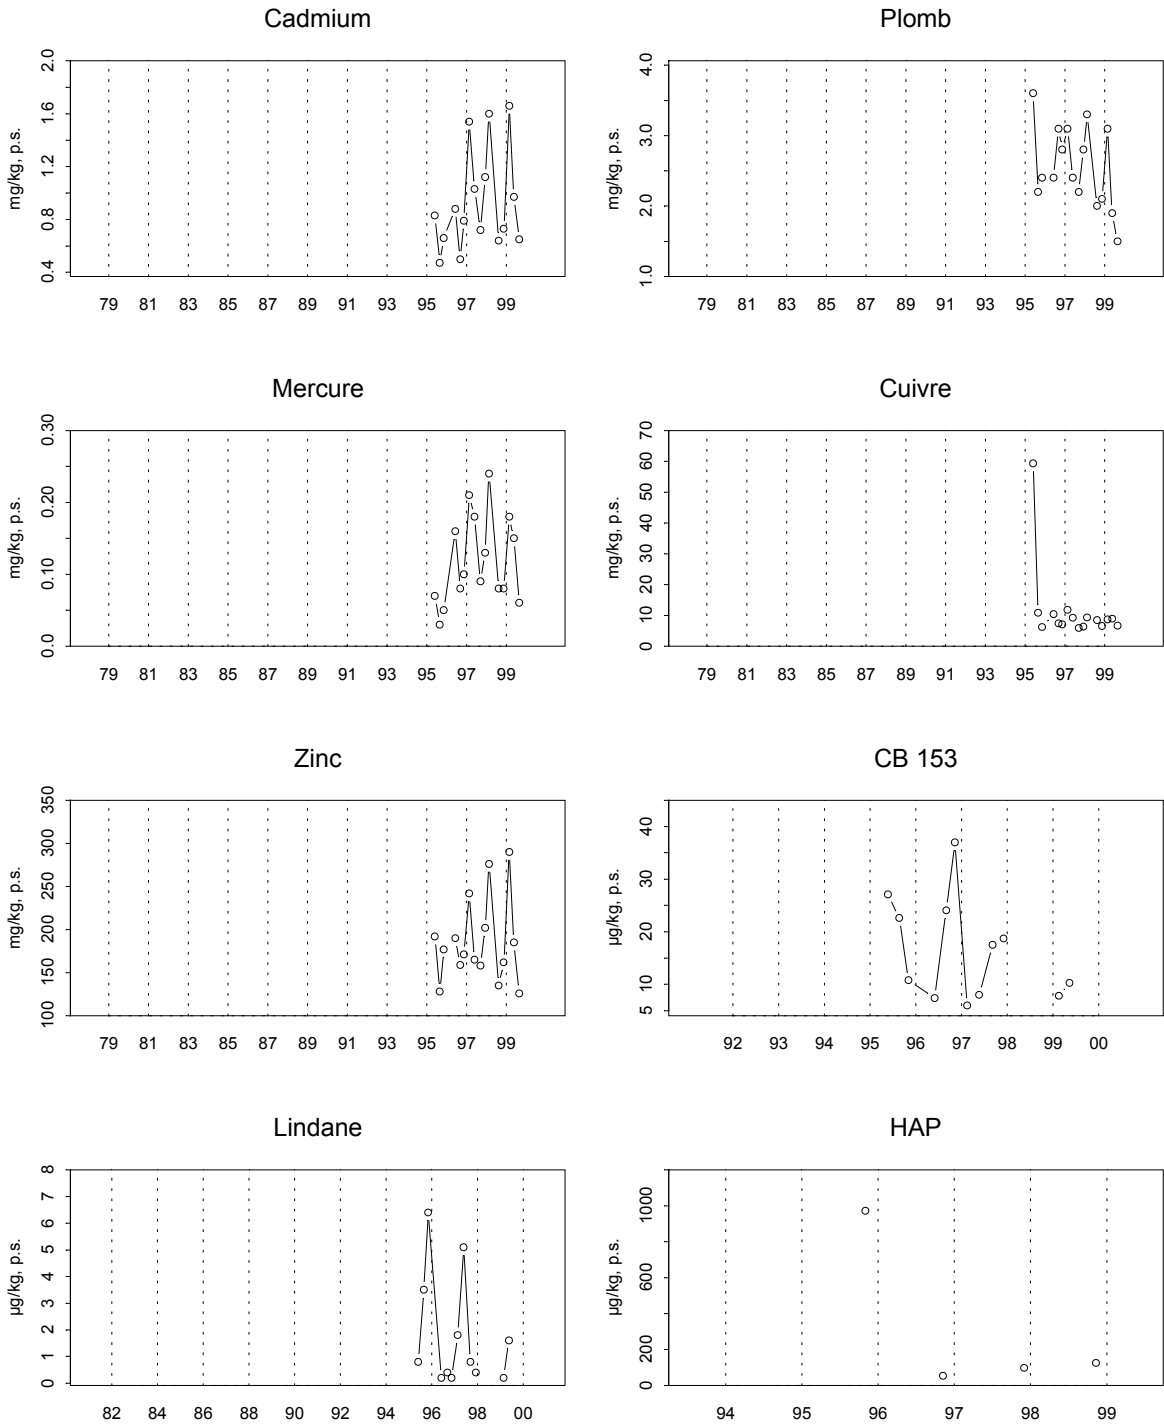 Cadmium
mg/kg, p.s.
2.0
1.6
1.2
0.8
0.4
79 81 83 85 87 89 91 93 95 97 99
Plomb
mg/kg, p.s.
4.0
3.0
2.0
1.0
79 81 83 85 87 89 91 93 95 97 99
Mercure
mg/kg, p.s.
0.30
0.20
0.10
0.0
79 81 83 85 87 89 91 93 95 97 99
Cuivre
mg/kg, p.s.
70
60
50
40
30
20
10
0
79 81 83 85 87 89 91 93 95 97 99
Zinc
mg/kg, p.s.
350
300
250
200
150
100
79 81 83 85 87 89 91 93 95 97 99
CB 153
µg/kg, p.s.
40
30
20
10
5
92 93 94 95 96 97 98 99 00
Lindane
µg/kg, p.s.
8
7
6
5
4
3
2
1
0
82 84 86 88 90 92 94 96 98 00
HAP
µg/kg, p.s.
1000
600
200
0
94 95 96 97 98 99